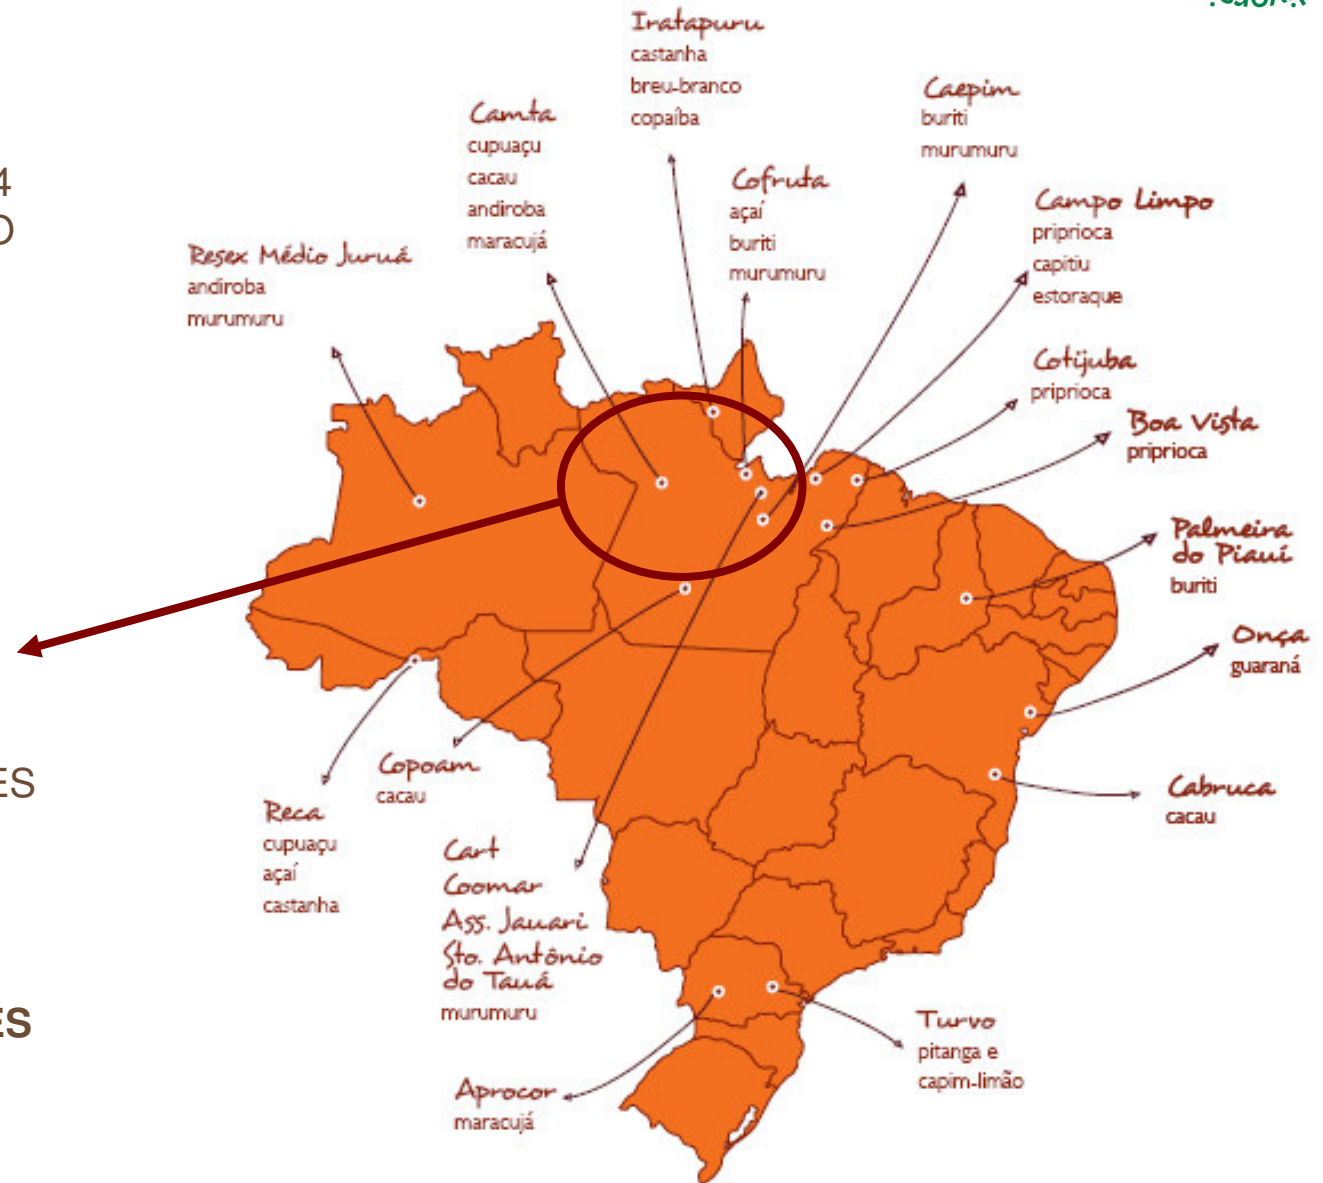 Iratapuru
castanha
breu-branco
copaíba
Camta
cupuaçu
cacau
andiroba
maracujá
Caepim
buriti
murumuru
Cofruta
açaí
buriti
murumuru
Campo Limpo
priprioca
capitiu
estoraque
Resex Médio Juruá
andiroba
murumuru
4
O
Cotijuba
priprioca
Boa Vista
priprioca
Palmeira
do Piauí
buriti
Onça
guaraná
Cabruca
cacau
Copoam
cacau
ES
Reca
cupuaçu
açaí
castanha
Cart
Coomar
Ass. Jauari
Sto. Antônio
do Tauá
murumuru
ES
Turvo
pitanga e
capim-limão
Aprocor
maracujá